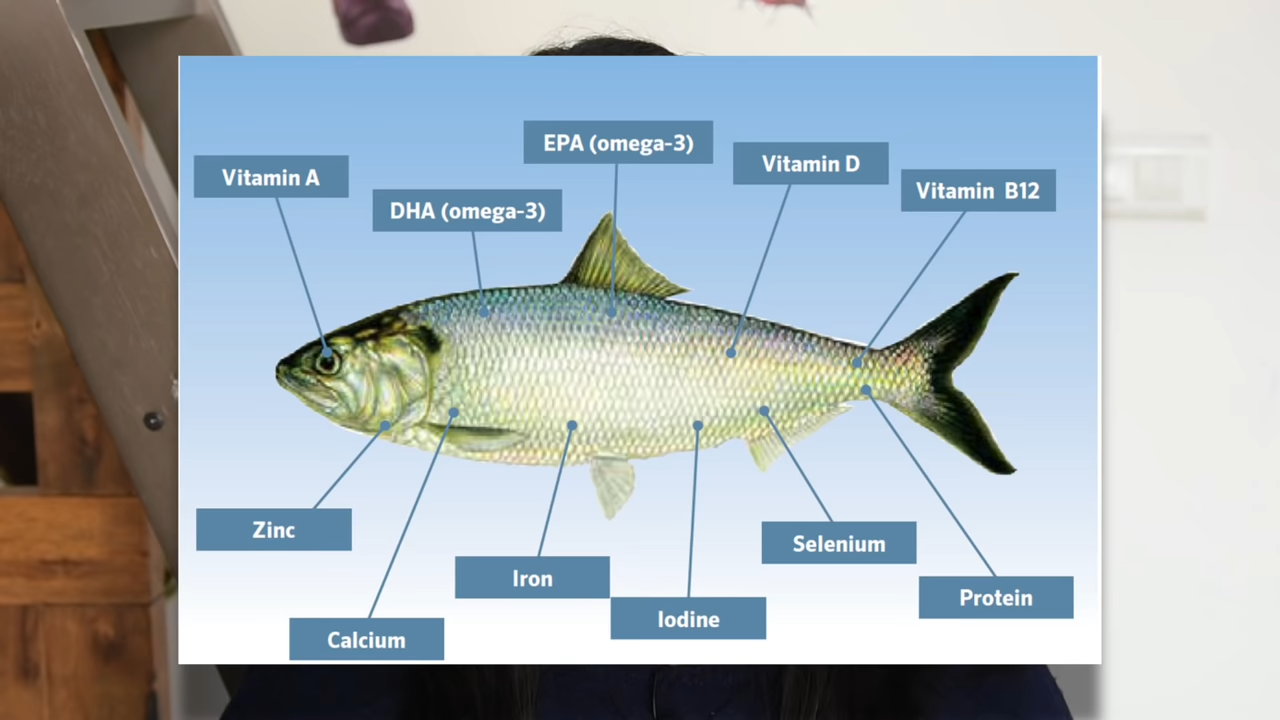 EPA (omega-3)
Vitamin A
Vitamin D
Vitamin B12
DHA (omega-3)
Zinc
Selenium
Iron
Protein
Iodine
Calcium